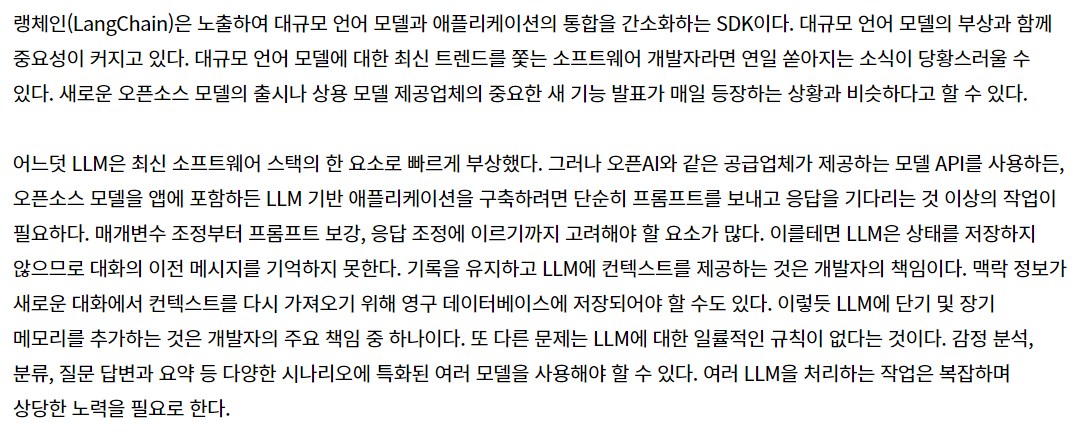 랭체인(LangChain)은 노출하여 대규모 언어 모델과 애플리케이션의 통합을 간소화하는 SDK이다. 대규모 언어 모델의 부상과 함께
중요성이 커지고 있다. 대규모 언어 모델에 대한 최신 트렌드를 쫓는 소프트웨어 개발자라면 연일 쏟아지는 소식이 당황스러울 수
있다. 새로운 오픈소스 모델의 출시나 상용 모델 제공업체의 중요한 새 기능 발표가 매일 등장하는 상황과 비슷하다고 할 수 있다.
어느덧 LLM은 최신 소프트웨어 스택의 한 요소로 빠르게 부상했다. 그러나 오픈AI와 같은 공급업체가 제공하는 모델 API를 사용하든,
오픈소스 모델을 앱에 포함하든 LLM 기반 애플리케이션을 구축하려면 단순히 프롬프트를 보내고 응답을 기다리는 것 이상의 작업이
필요하다. 매개변수 조정부터 프롬프트 보강, 응답 조정에 이르기까지 고려해야 할 요소가 많다. 이를테면 LLM은 상태를 저장하지
않으므로 대화의 이전 메시지를 기억하지 못한다. 기록을 유지하고 LLM에 컨텍스트를 제공하는 것은 개발자의 책임이다. 맥락 정보가
새로운 대화에서 컨텍스트를 다시 가져오기 위해 영구 데이터베이스에 저장되어야 할 수도 있다. 이렇듯 LLM에 단기 및 장기
메모리를 추가하는 것은 개발자의 주요 책임 중 하나이다. 또 다른 문제는 LLM에 대한 일률적인 규칙이 없다는 것이다. 감정 분석,
분류, 질문 답변과 요약 등 다양한 시나리오에 특화된 여러 모델을 사용해야 할 수 있다. 여러 LLM을 처리하는 작업은 복잡하며
상당한 노력을 필요로 한다.